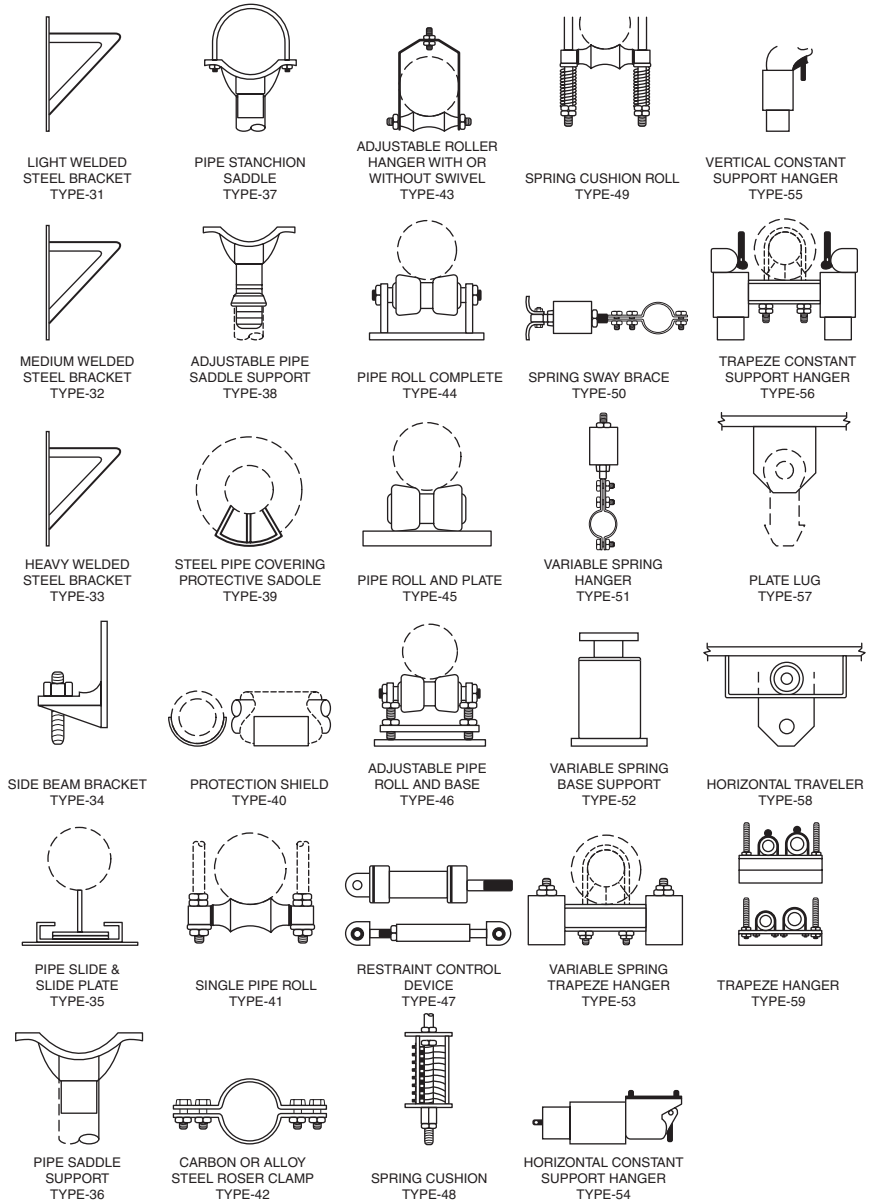 LIGHT WELDED
STEEL BRACKET
TYPE-31
PIPE STANCHION
SADDLE
TYPE-37
ADJUSTABLE ROLLER
HANGER WITH OR
WITHOUT SWIVEL
TYPE-43
SPRING CUSHION ROLL
TYPE-49
VERTICAL CONSTANT
SUPPORT HANGER
TYPE-55
MEDIUM WELDED
STEEL BRACKET
TYPE-32
ADJUSTABLE PIPE
SADDLE SUPPORT
TYPE-38
PIPE ROLL COMPLETE
TYPE-44
SPRING SWAY BRACE
TYPE-50
TRAPEZE CONSTANT
SUPPORT HANGER
TYPE-56
HEAVY WELDED
STEEL BRACKET
TYPE-33
STEEL PIPE COVERING
PROTECTIVE SADOLE
TYPE-39
PIPE ROLL AND PLATE
TYPE-45
VARIABLE SPRING
HANGER
TYPE-51
PLATE LUG
TYPE-57
SIDE BEAM BRACKET
TYPE-34
PROTECTION SHIELD
TYPE-40
ADJUSTABLE PIPE
ROLL AND BASE
TYPE-46
VARIABLE SPRING
BASE SUPPORT
TYPE-52
HORIZONTAL TRAVELER
TYPE-58
PIPE SLIDE &
SLIDE PLATE
TYPE-35
SINGLE PIPE ROLL
TYPE-41
RESTRAINT CONTROL
DEVICE
TYPE-47
VARIABLE SPRING
TRAPEZE HANGER
TYPE-53
TRAPEZE HANGER
TYPE-59
PIPE SADDLE
SUPPORT
TYPE-36
CARBON OR ALLOY
STEEL ROSER CLAMP
TYPE-42
SPRING CUSHION
TYPE-48
HORIZONTAL CONSTANT
SUPPORT HANGER
TYPE-54